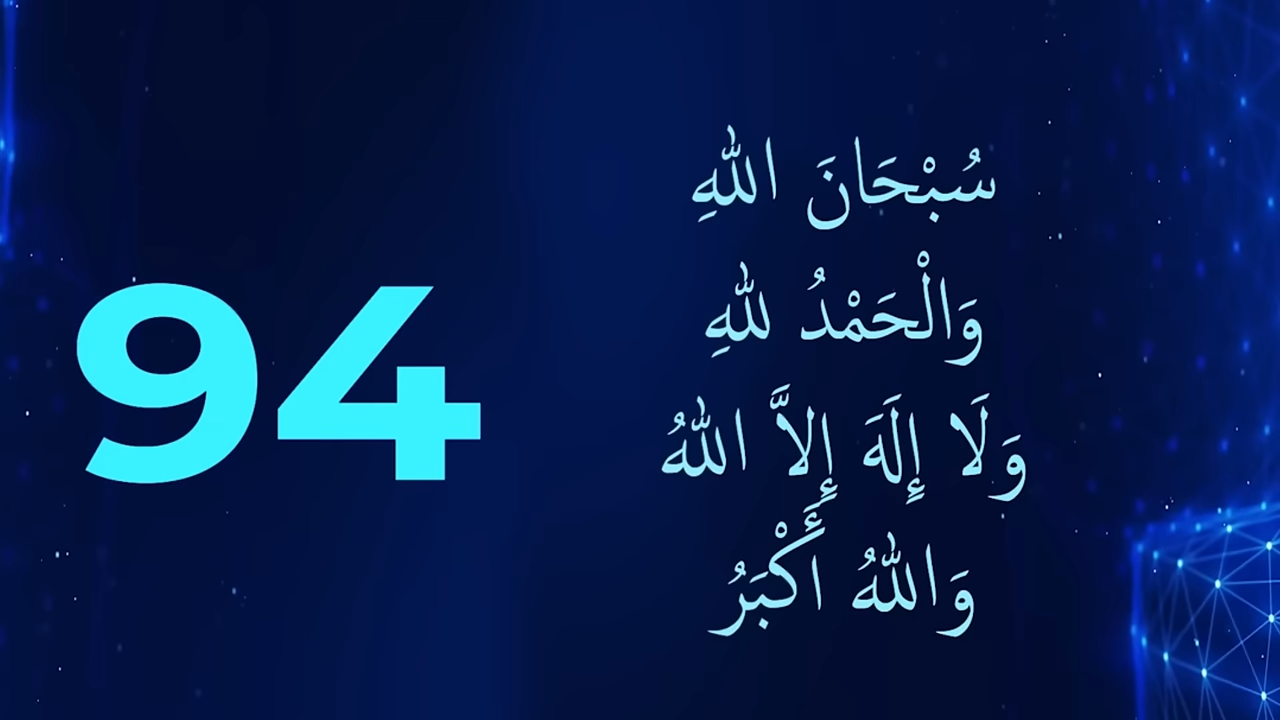 94
سُبْحَانَ اللهِ
وَالْحَمْدُ للهِ
وَلَا إِلَهَ إِلاَّ اللهُ
وَاللهُ أَكْبَرُ